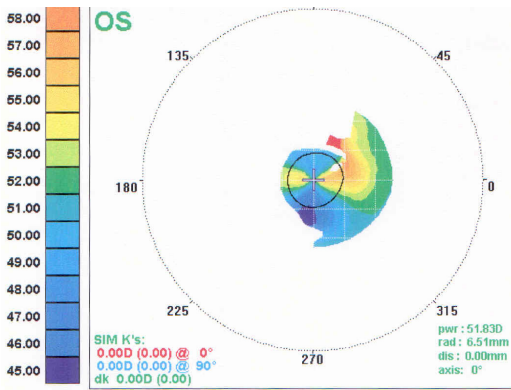 58.00
57.00
56.00
55.00
54.00
53.00
52.00
51.00
50.00
49.00
48.00
47.00
46.00
45.00
OS
135
45
180
0
225
315
270
SIM K's:
0.00D (0.00) @ 0°
0.00D (0.00) @ 90°
dk 0.00D (0.00)
pwr : 51.83D
rad : 6.51mm
dis : 0.00mm
axis: 0°